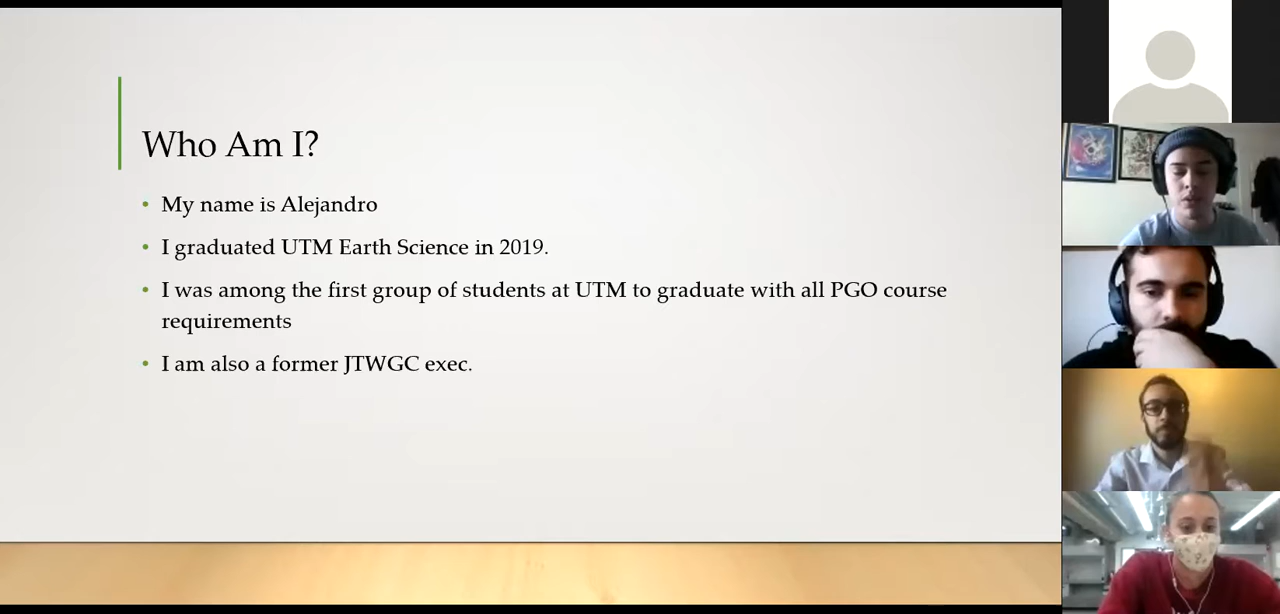 Who Am I?
• My name is Alejandro
• I graduated UTM Earth Science in 2019.
• I was among the first group of students at UTM to graduate with all PGO course
requirements
• I am also a former JTWGC exec.